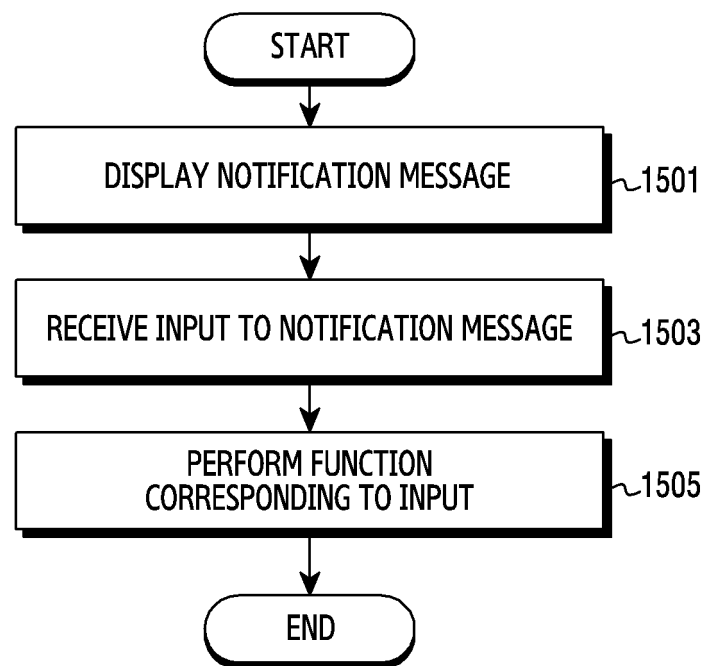 START
DISPLAY NOTIFICATION MESSAGE
1501
RECEIVE INPUT TO NOTIFICATION MESSAGE
1503
PERFORM FUNCTION
CORRESPONDING TO INPUT
1505
END